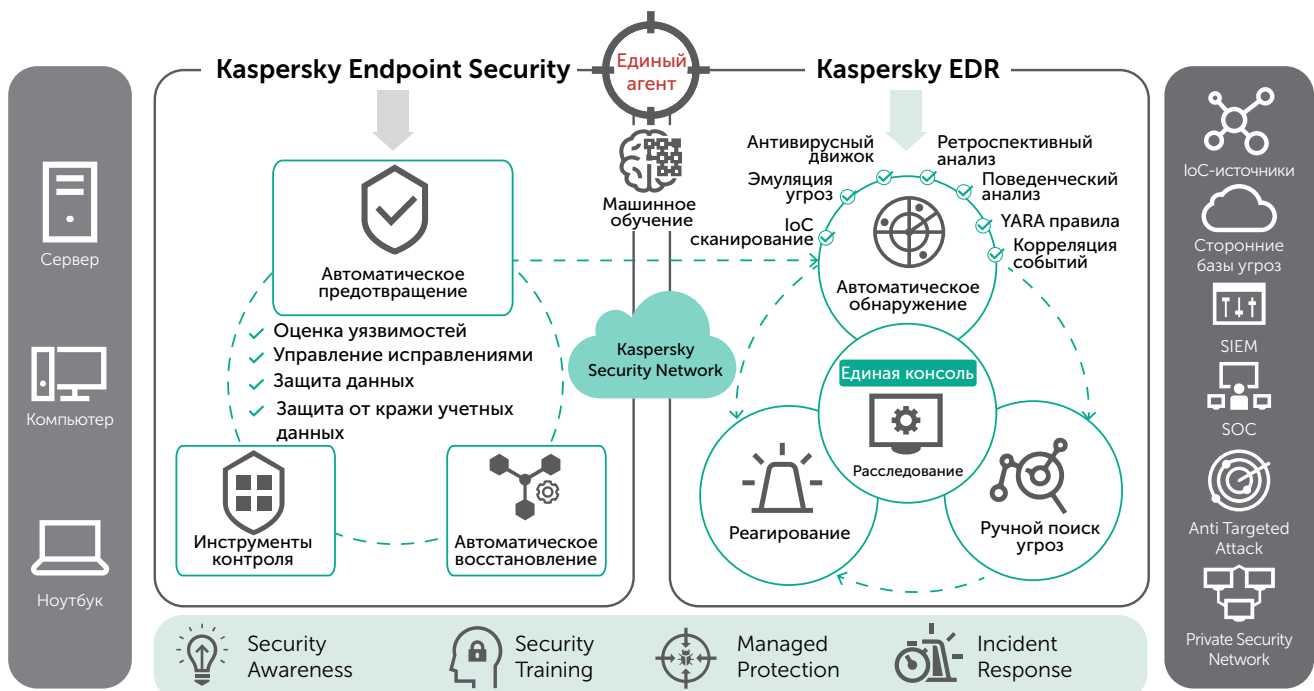 Kaspersky Endpoint Security
Единый
агент
Kaspersky EDR
Сервер
Компьютер
Ноутбук
Автоматическое
предотвращение
Оценка уязвимостей
Управление исправлениями
Защита данных
Защита от кражи учетных
данных
Инструменты
контроля
Автоматическое
восстановление
Машинное
обучение
Kaspersky
Security Network
Антивирусный
движок
Эмуляция
угроз
IoC
сканирование
Ретроспективный
анализ
Поведенческий
анализ
YARA правила
Корреляция
событий
Автоматическое
обнаружение
Единая консоль
Расследование
Реагирование
Ручной поиск
угроз
IoC-источники
Сторонние
базы угроз
SIEM
SOC
Anti Targeted
Attack
Private Security
Network
Security
Awareness
Security
Training
Managed
Protection
Incident
Response